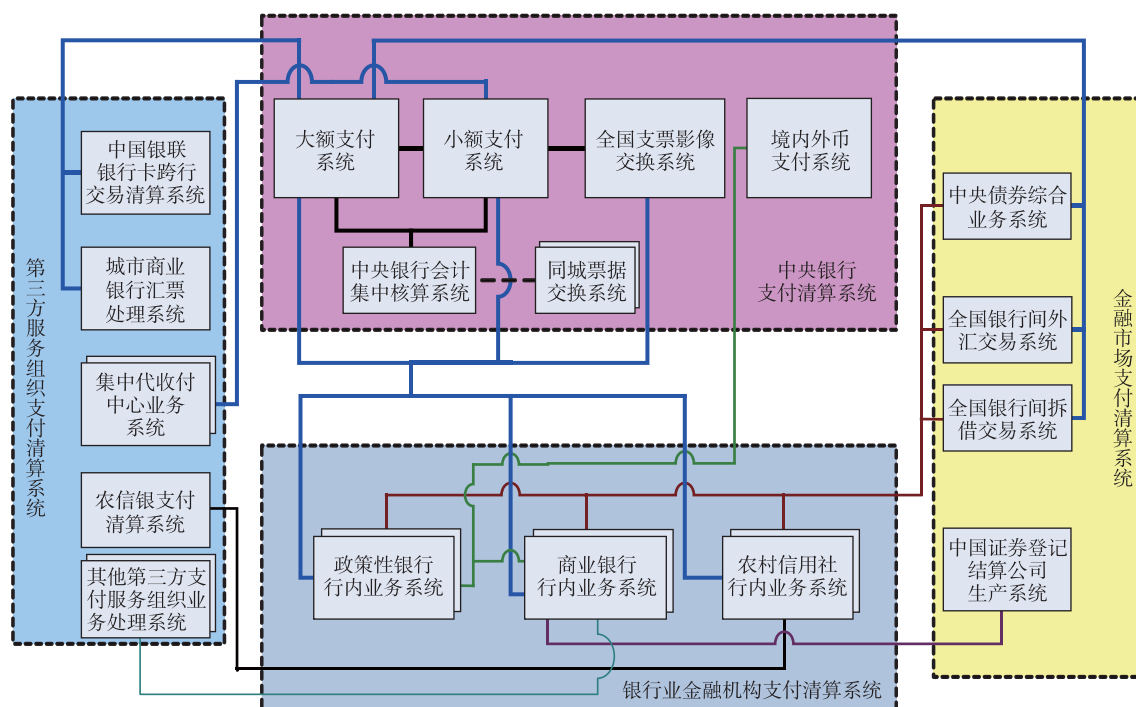 大额支付
系统
小额支付
系统
全国支票影像
交换系统
境内外币
支付系统
中央银行会计
集中核算系统
同城票据
交换系统
中央银行
支付清算系统
第三方服务组织支付清算系统
中国银联
银行卡跨行
交易清算系统
城市商业
银行汇票
处理系统
集中代收付
中心业务
系统
农信银支付
清算系统
其他第三方支
付服务组织业
务处理系统
中央债券综合
业务系统
全国银行间外
汇交易系统
全国银行间拆
借交易系统
中国证券登记
结算公司
生产系统
金融市场支付清算系统
政策性银行
行内业务系统
商业银行
行内业务系统
农村信用社
行内业务系统
银行业金融机构支付清算系统